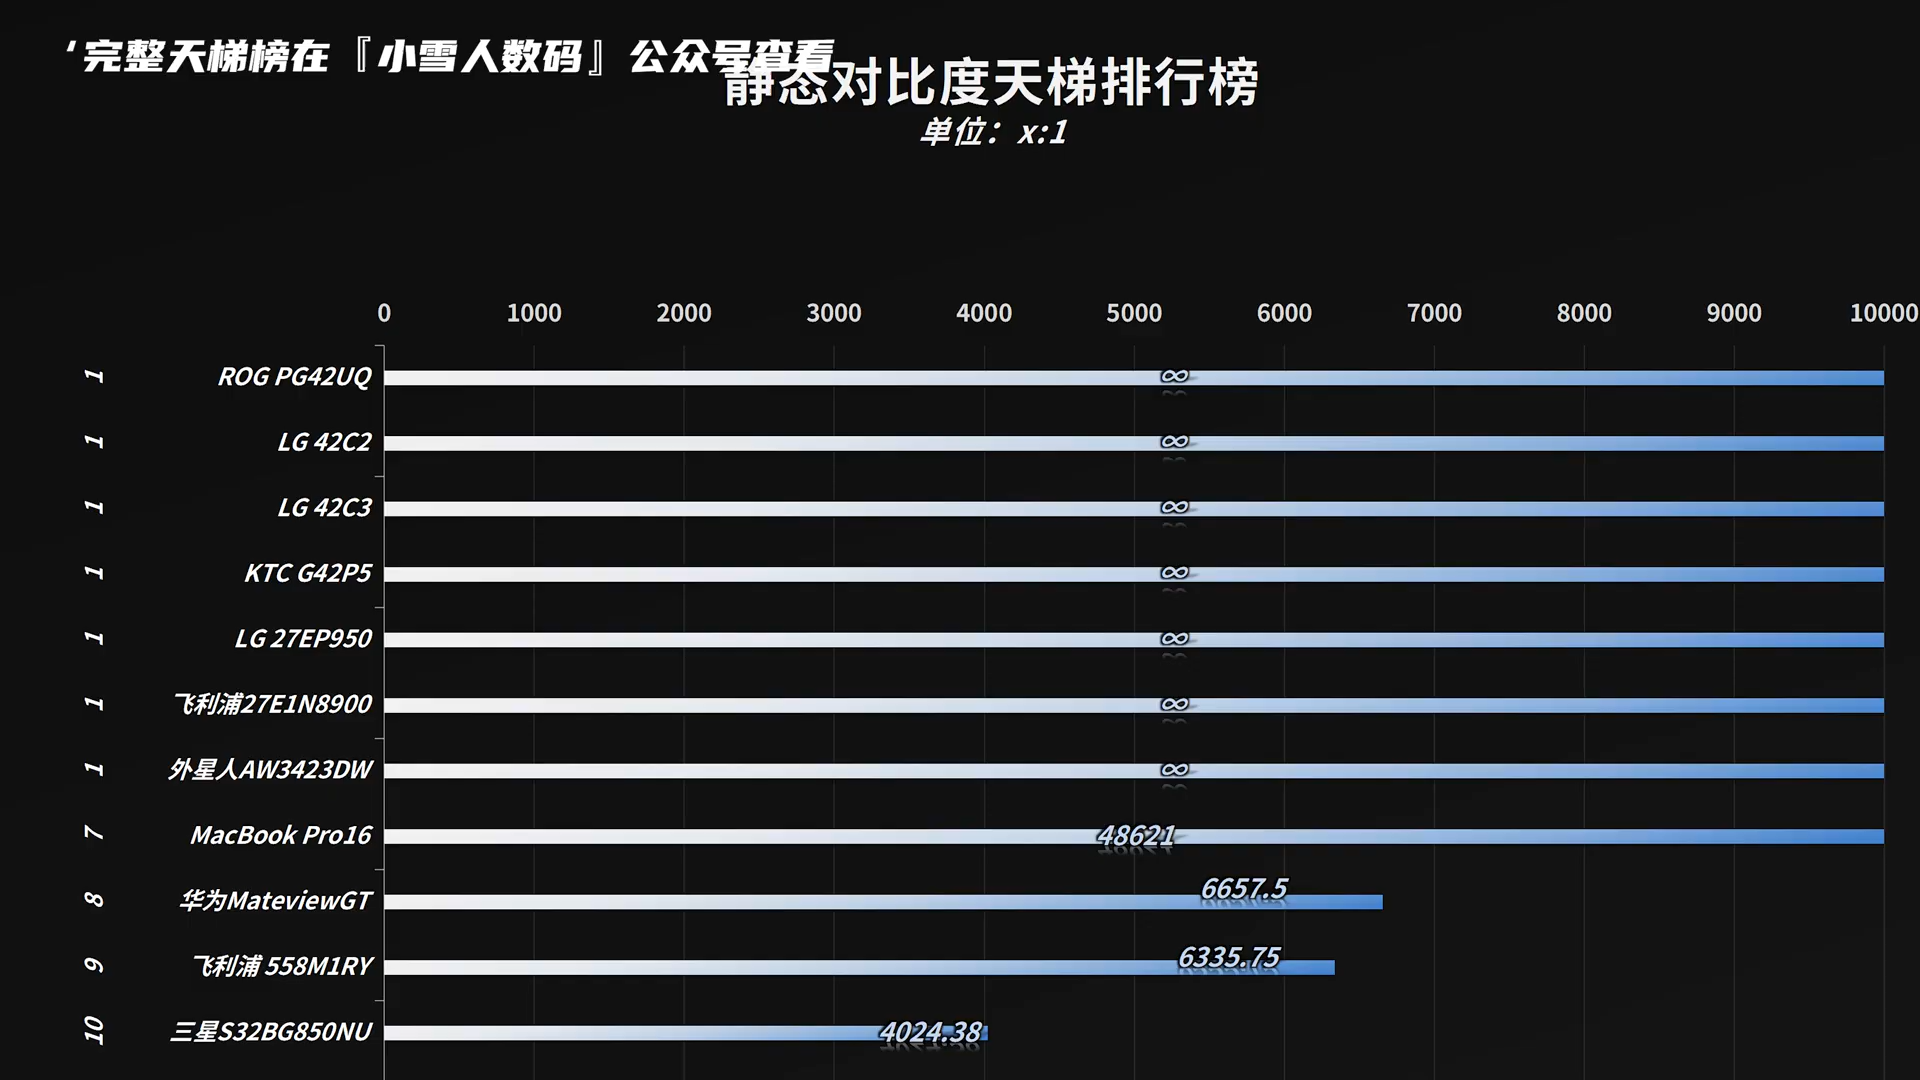 ‘完整天梯榜在『小雪人数码』公众号查看
静态对比度天梯排行榜
单位：x:1
0 1000 2000 3000 4000 5000 6000 7000 8000 9000 10000
1 ROG PG42UQ ∞
1 LG 42C2 ∞
1 LG 42C3 ∞
1 KTC G42P5 ∞
1 LG 27EP950 ∞
1 飞利浦27E1N8900 ∞
1 外星人AW3423DW ∞
7 MacBook Pro16 48621
8 华为MateviewGT 6657.5
9 飞利浦 558M1RY 6335.75
10 三星S32BG850NU 4024.38